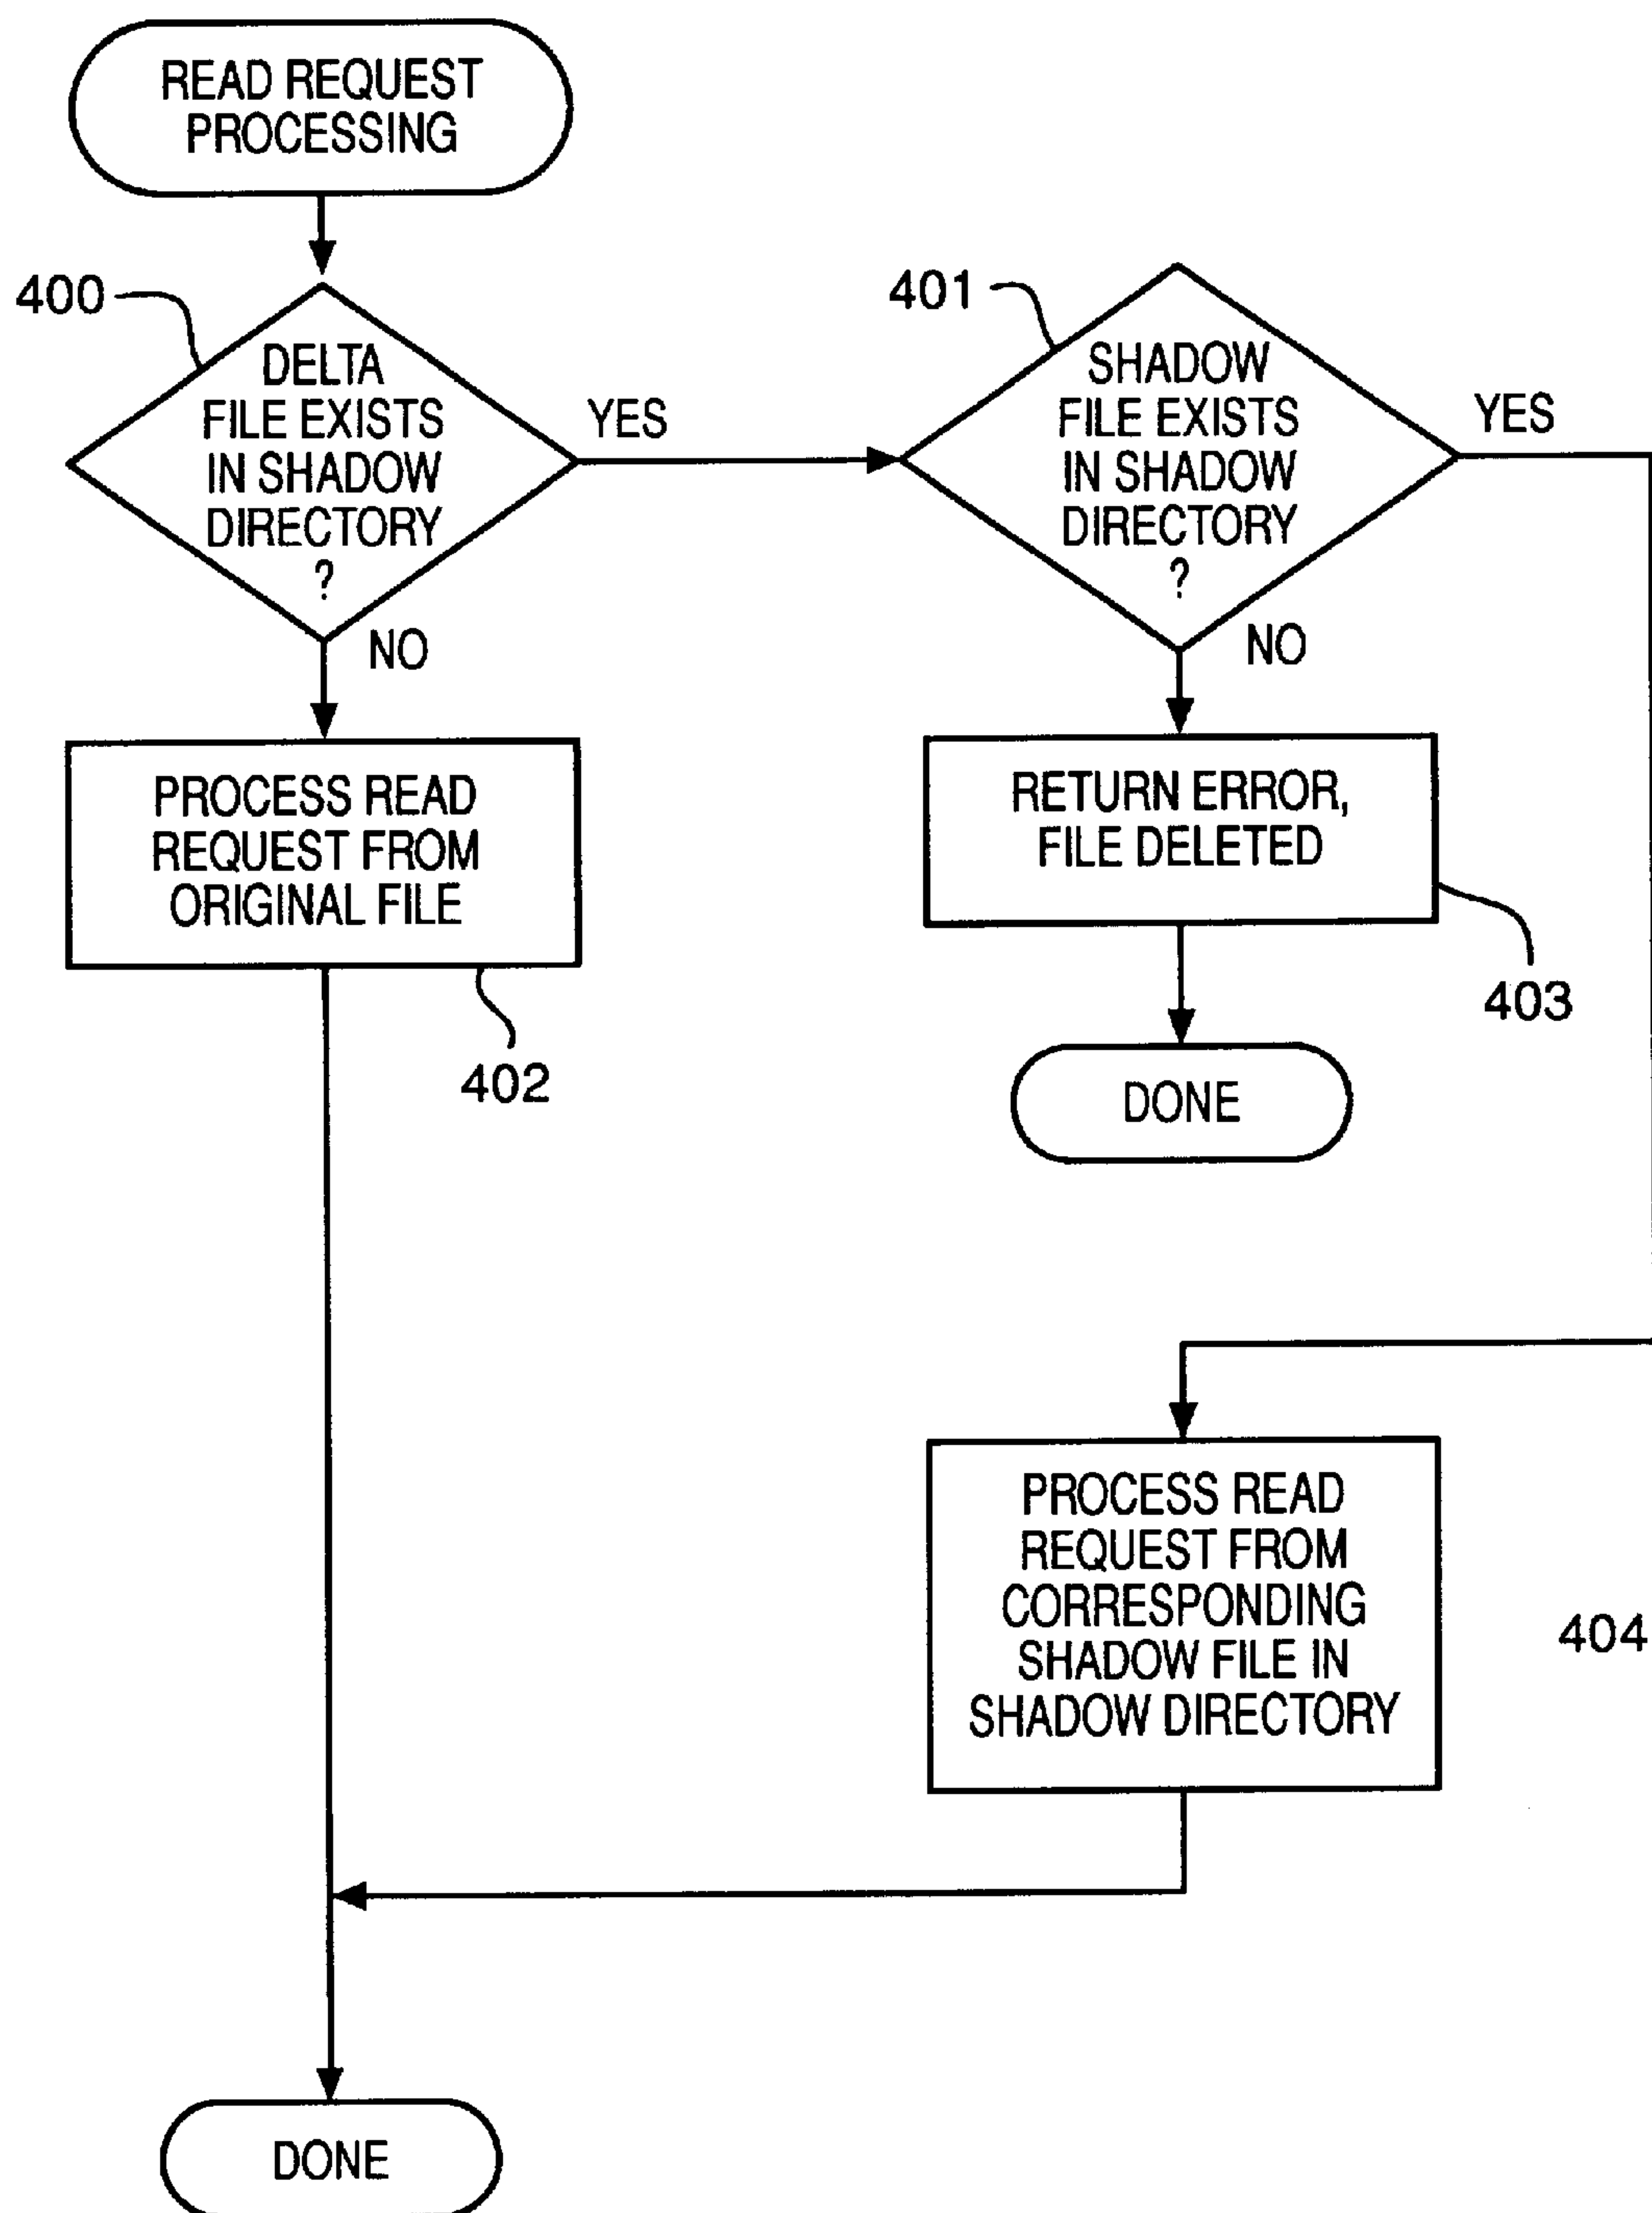 READ REQUEST
PROCESSING
400
DELTA
FILE EXISTS
IN SHADOW
DIRECTORY
?
YES
NO
401
SHADOW
FILE EXISTS
IN SHADOW
DIRECTORY
?
YES
NO
PROCESS READ
REQUEST FROM
ORIGINAL FILE
402
RETURN ERROR,
FILE DELETED
403
DONE
PROCESS READ
REQUEST FROM
CORRESPONDING
SHADOW FILE IN
SHADOW DIRECTORY
404
DONE